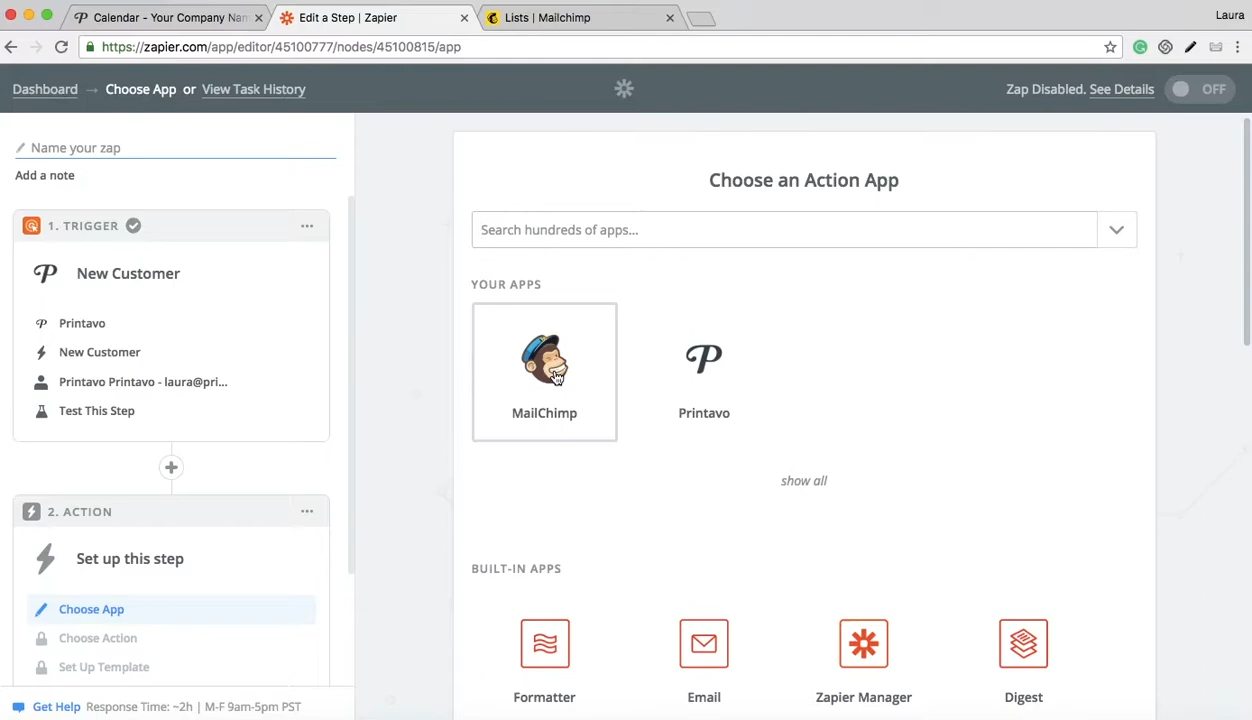 Calendar - Your Company Nam
Edit a Step | Zapier
Lists | Mailchimp
Laura
https://zapier.com/app/editor/45100777/nodes/45100815/app
Dashboard → Choose App or View Task History
Zap Disabled. See Details OFF
Name your zap
Add a note
1. TRIGGER
New Customer
Printavo
New Customer
Printavo Printavo - laura@pri...
Test This Step
2. ACTION
Set up this step
Choose App
Choose Action
Set Up Template
Get Help Response Time: ~2h | M-F 9am-5pm PST
Choose an Action App
Search hundreds of apps...
YOUR APPS
MailChimp
Printavo
show all
BUILT-IN APPS
Formatter
Email
Zapier Manager
Digest